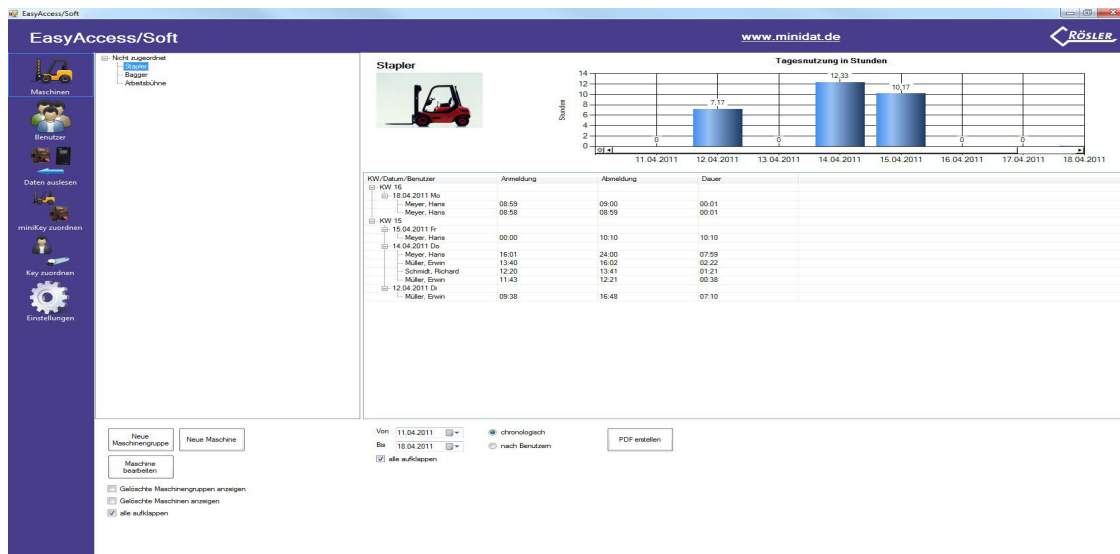 EasyAccess/Soft
EasyAccess/Soft
www.minidat.de
RÖSLER
Maschinen
Benutzer
Daten auslesen
miniKey zuordnen
Key zuordnen
Einstellungen
Nicht zugeordnet
Stapler
Bagger
Arbeitsbühne
Stapler
Tagesnutzung in Stunden
Stunden
14
12
10
8
6
4
2
0
0
7,17
0
12,33
10,17
0
0
11.04.2011 12.04.2011 13.04.2011 14.04.2011 15.04.2011 16.04.2011 17.04.2011 18.04.2011
KW/Datum/Benutzer Anmeldung Abmeldung Dauer
KW 16
18.04.2011 Mo
Meyer, Hans 08:59 09:00 00:01
Meyer, Hans 08:58 08:59 00:01
KW 15
15.04.2011 Fr
Meyer, Hans 00:00 10:10 10:10
14.04.2011 Do
Meyer, Hans 16:01 24:00 07:59
Müller, Erwin 13:40 16:02 02:22
Schmidt, Richard 12:20 13:41 01:21
Müller, Erwin 11:43 12:21 00:38
12.04.2011 Di
Müller, Erwin 09:38 16:48 07:10
Neue Maschinengruppe
Neue Maschine
Maschine bearbeiten
Gelöschte Maschinengruppen anzeigen
Gelöschte Maschinen anzeigen
alle aufklappen
Von 11.04.2011
Bis 18.04.2011
alle aufklappen
chronologisch
nach Benutzern
PDF erstellen